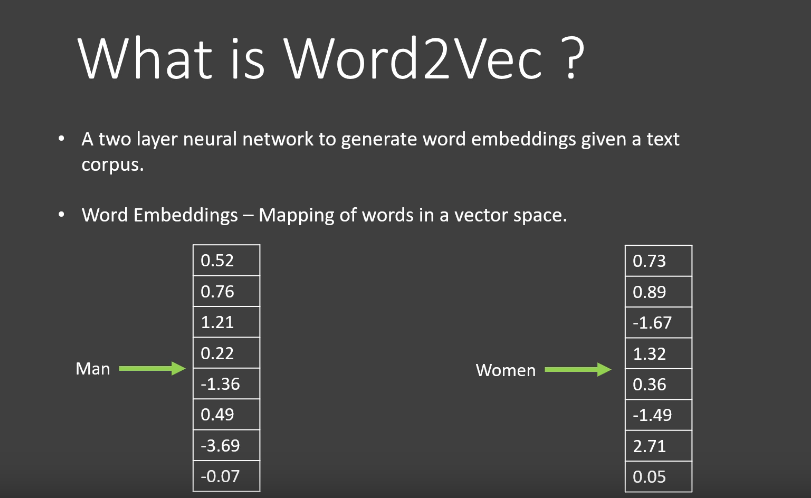 What is Word2Vec ?
• A two layer neural network to generate word embeddings given a text
corpus.
• Word Embeddings – Mapping of words in a vector space.
Man
0.52
0.76
1.21
0.22
-1.36
0.49
-3.69
-0.07
Women
0.73
0.89
-1.67
1.32
0.36
-1.49
2.71
0.05